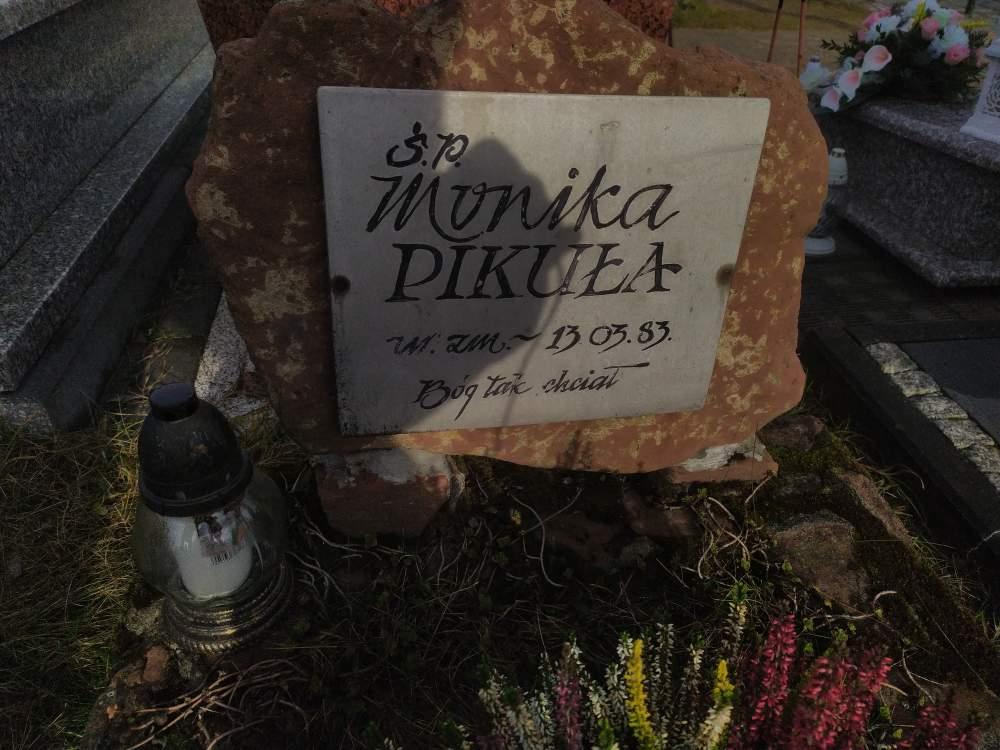 Ś.P.
Monika
PIKUŁA
ur. zm. ~ 13.03.83.
Bóg tak chciał